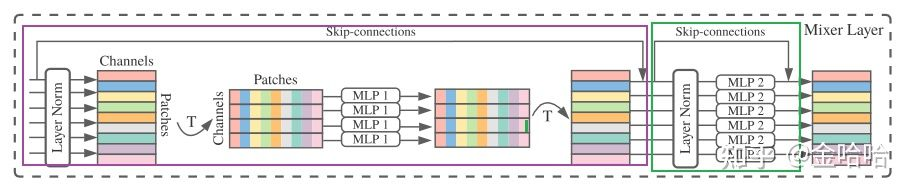 Skip-connections
Skip-connections
Mixer Layer
Channels
Layer Norm
Patches
T
Patches
Channels
MLP 1
MLP 1
MLP 1
MLP 1
T
Layer Norm
MLP 2
MLP 2
MLP 2
MLP 2
MLP 2
MLP 2
知乎 @金哈哈